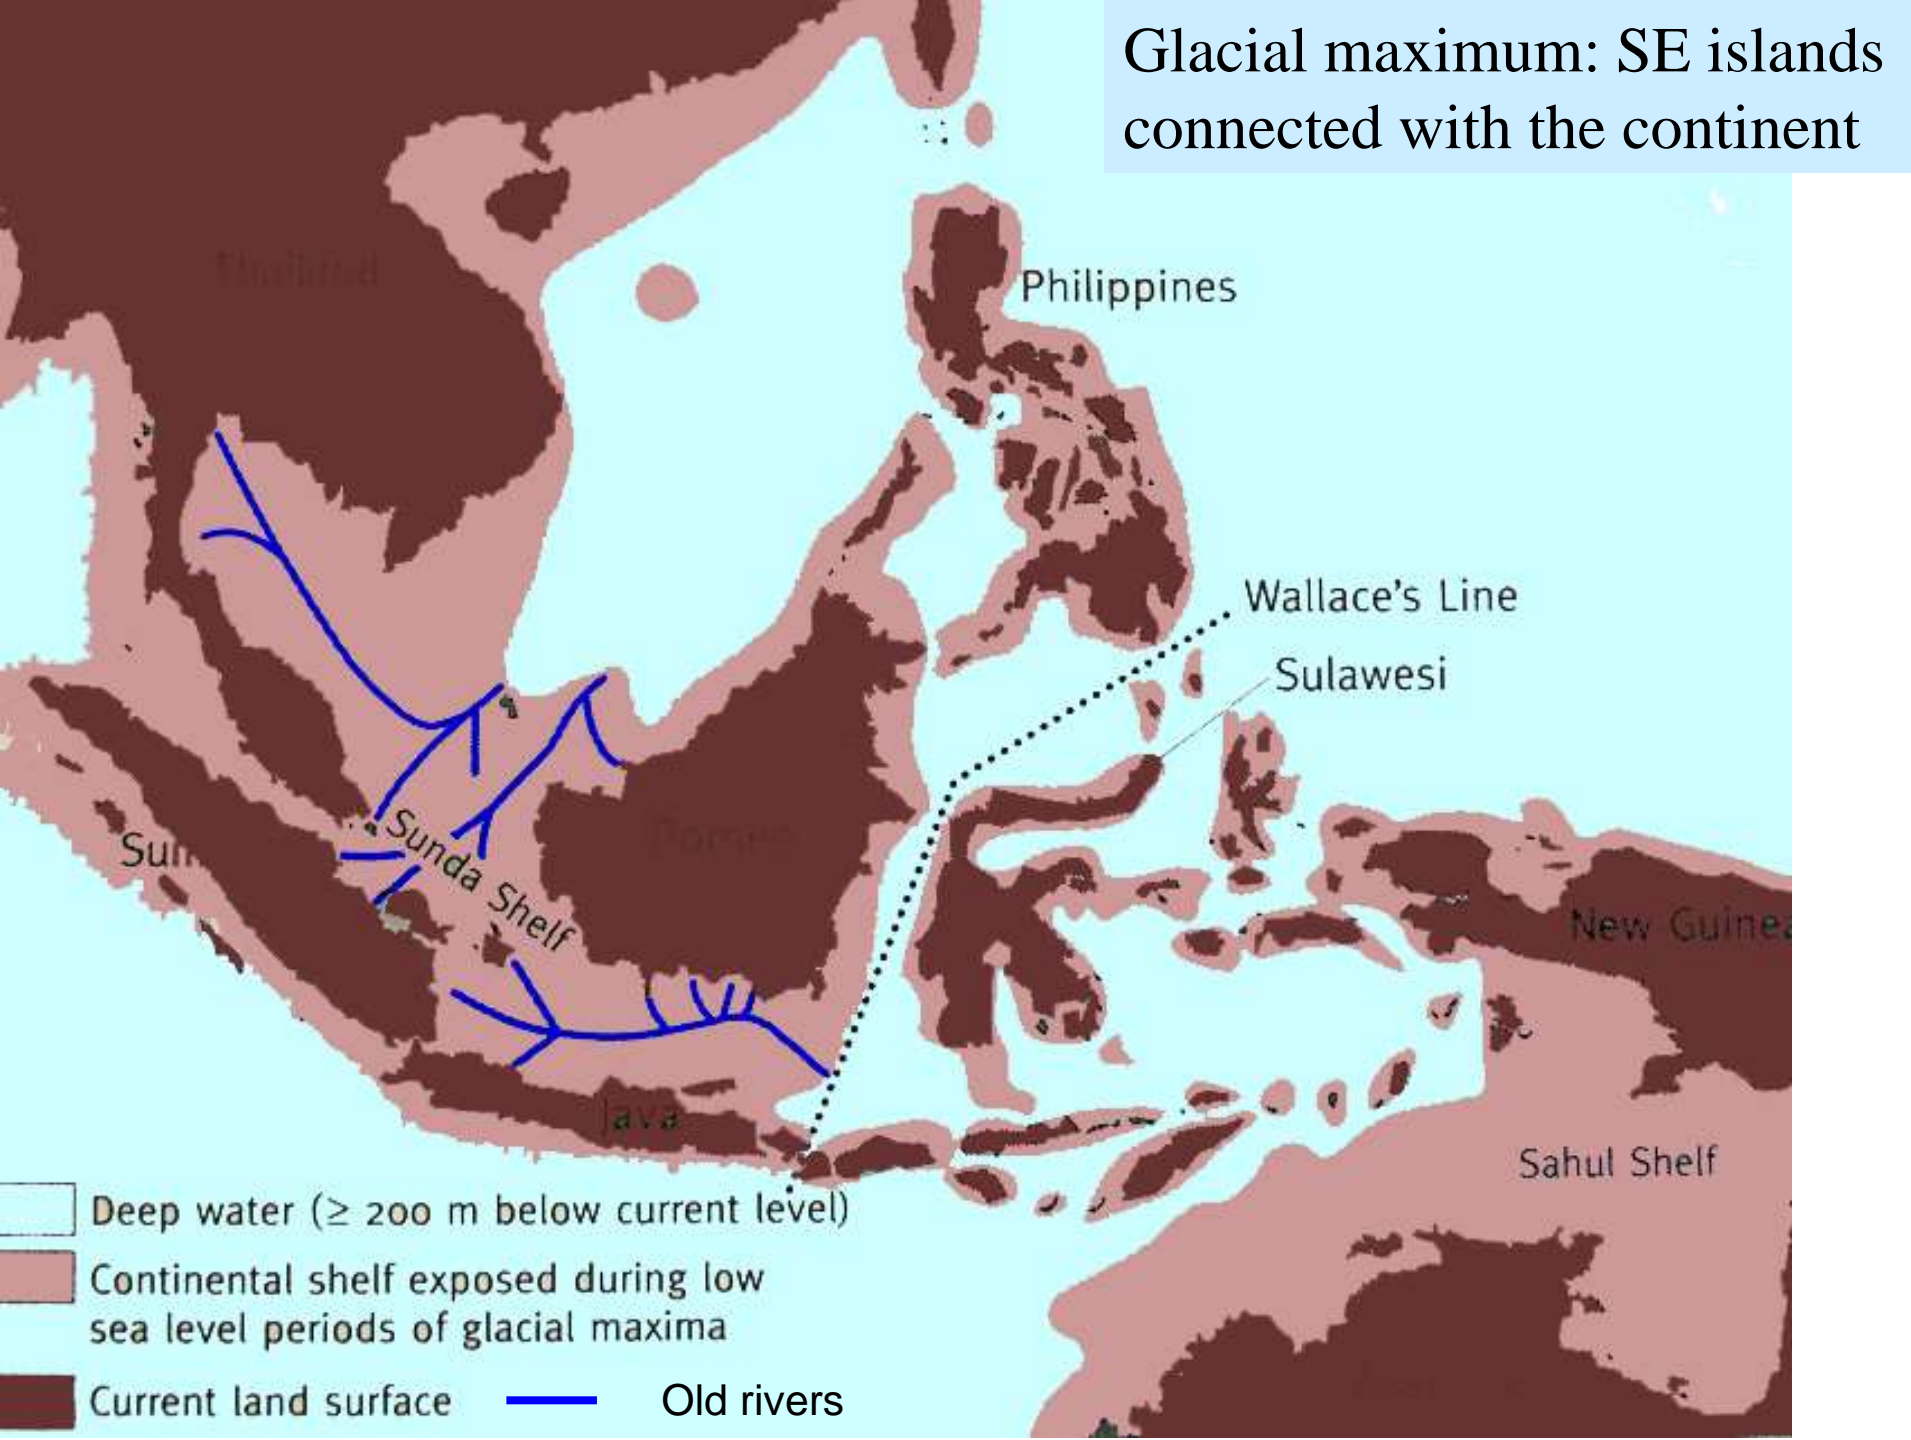 Glacial maximum: SE islands
connected with the continent
Philippines
Wallace's Line
Sulawesi
Sunda Shelf
New Guinea
Java
Sahul Shelf
Deep water (≥ 200 m below current level)
Continental shelf exposed during low
sea level periods of glacial maxima
Current land surface
Old rivers